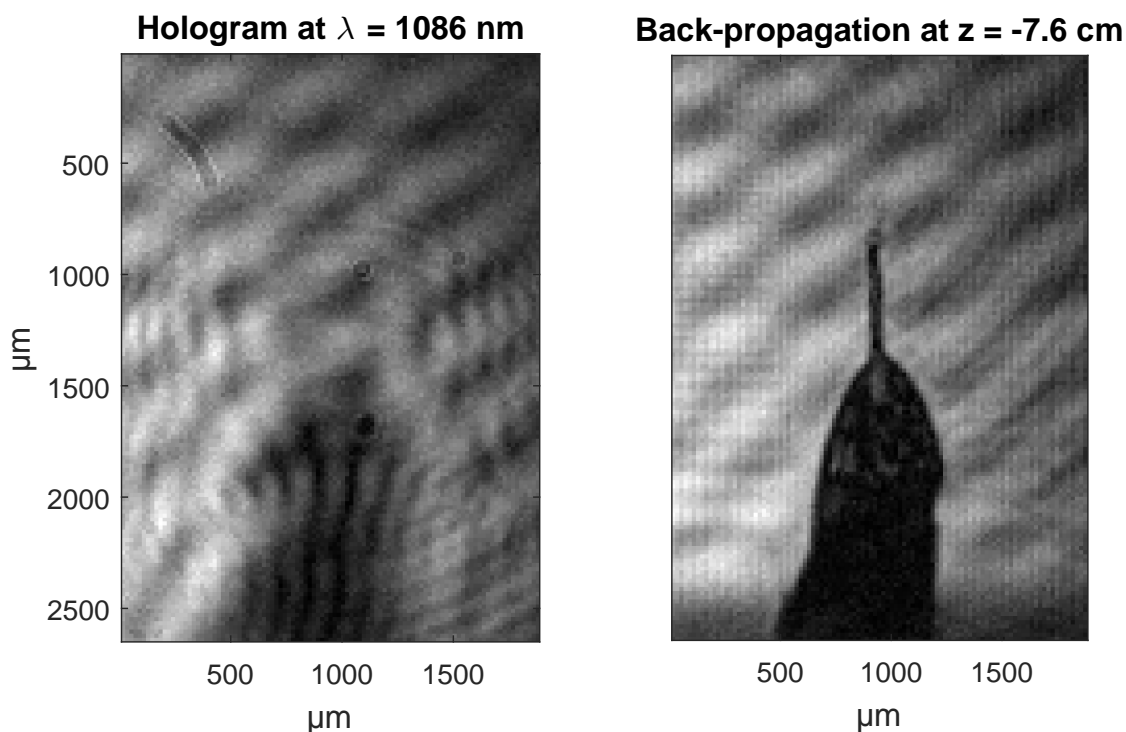 Hologram at λ = 1086 nm
Back-propagation at z = -7.6 cm
500
1000
1500
2000
2500
µm
500 1000 1500
µm
500 1000 1500
µm